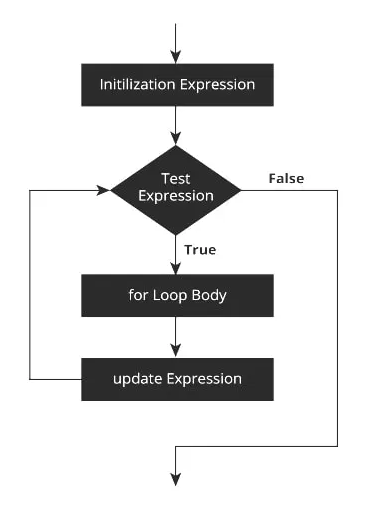 Initilization Expression
Test
Expression
False
True
for Loop Body
update Expression